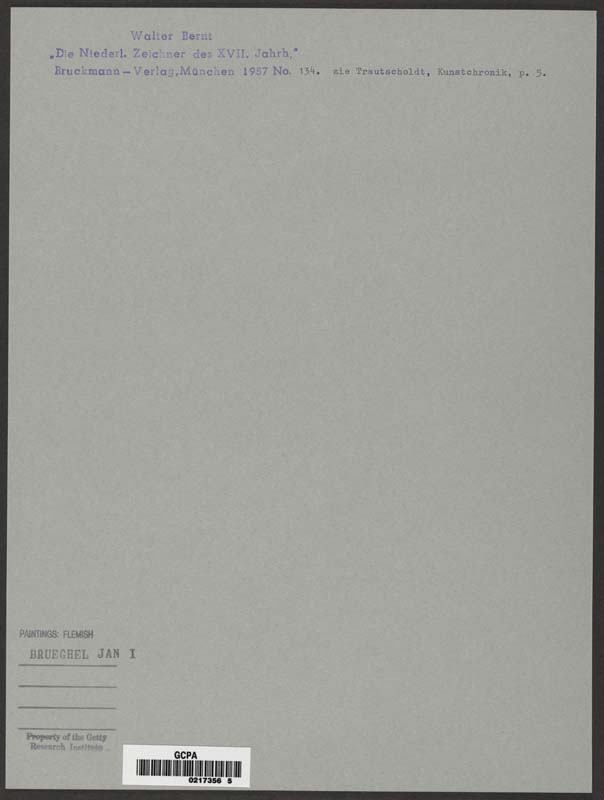 Walter Bernt
„Die Niederl. Zeichner des XVII. Jahrh."
Bruckmann – Verlag, München 1957 No. 134. zie Trautscholdt, Kunstchronik, p. 5.
PAINTINGS: FLEMISH
BRUEGHEL JAN I
Property of the Getty
Research Institute
GCPA
0217356 5